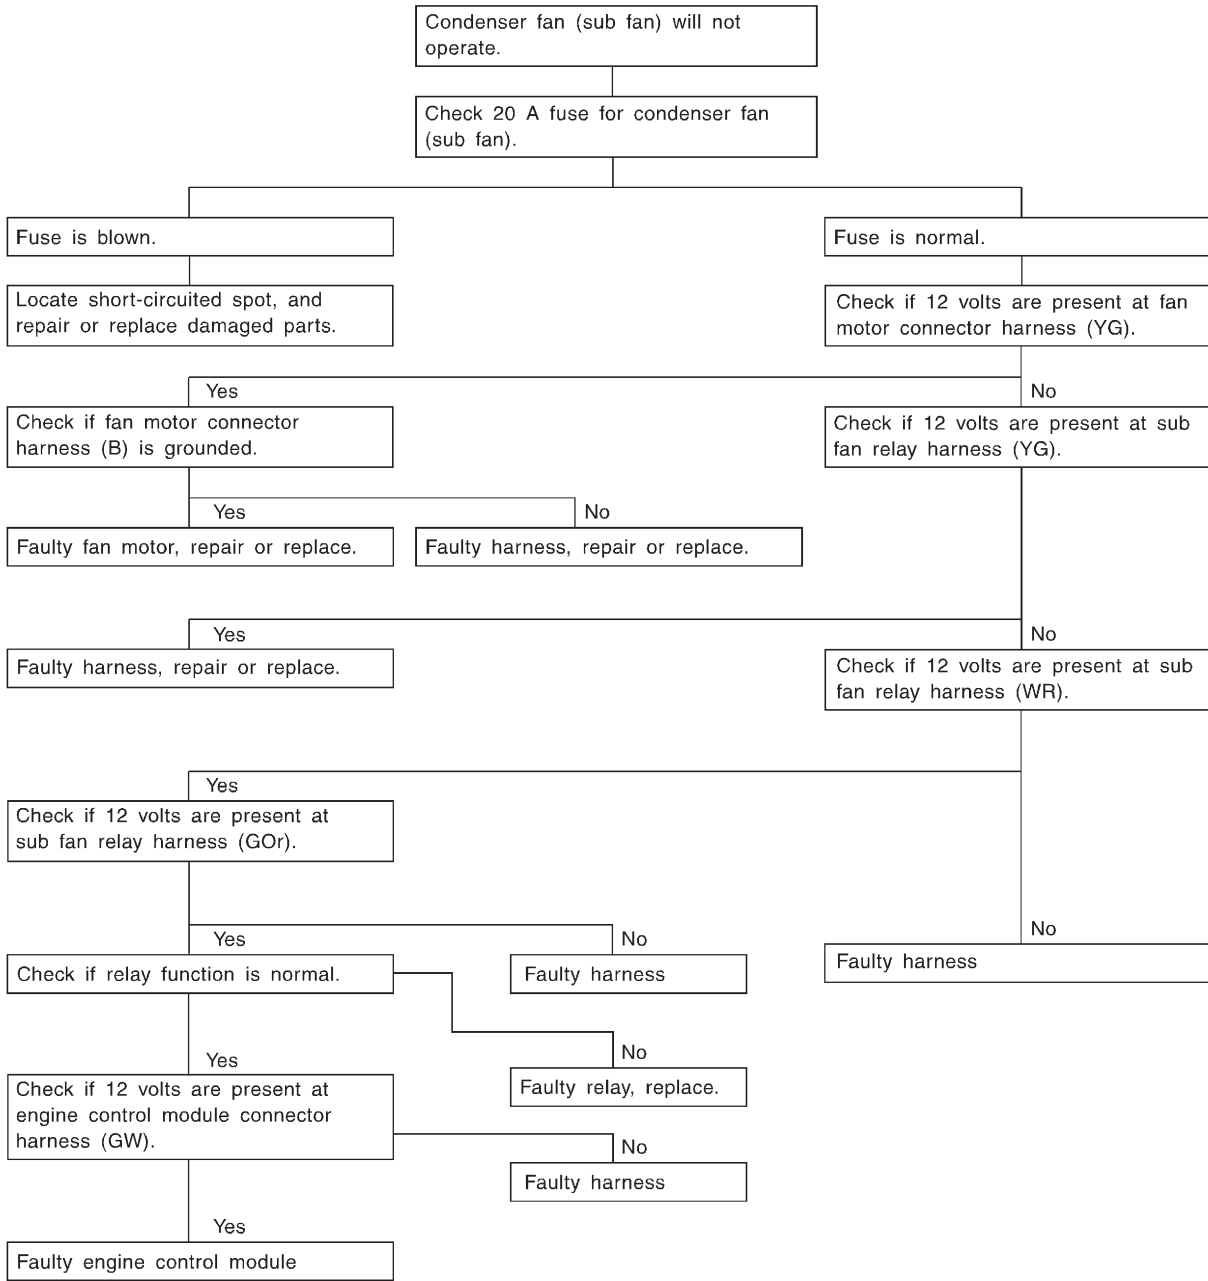 Condenser fan (sub fan) will not
operate.
Check 20 A fuse for condenser fan
(sub fan).
Fuse is blown.
Fuse is normal.
Locate short-circuited spot, and
repair or replace damaged parts.
Check if 12 volts are present at fan
motor connector harness (YG).
Yes
No
Check if fan motor connector
harness (B) is grounded.
Check if 12 volts are present at sub
fan relay harness (YG).
Yes
No
Faulty fan motor, repair or replace.
Faulty harness, repair or replace.
Yes
No
Faulty harness, repair or replace.
Check if 12 volts are present at sub
fan relay harness (WR).
Yes
Check if 12 volts are present at
sub fan relay harness (GOr).
Yes
No
No
Check if relay function is normal.
Faulty harness
Faulty harness
No
Yes
Faulty relay, replace.
Check if 12 volts are present at
engine control module connector
harness (GW).
No
Faulty harness
Yes
Faulty engine control module